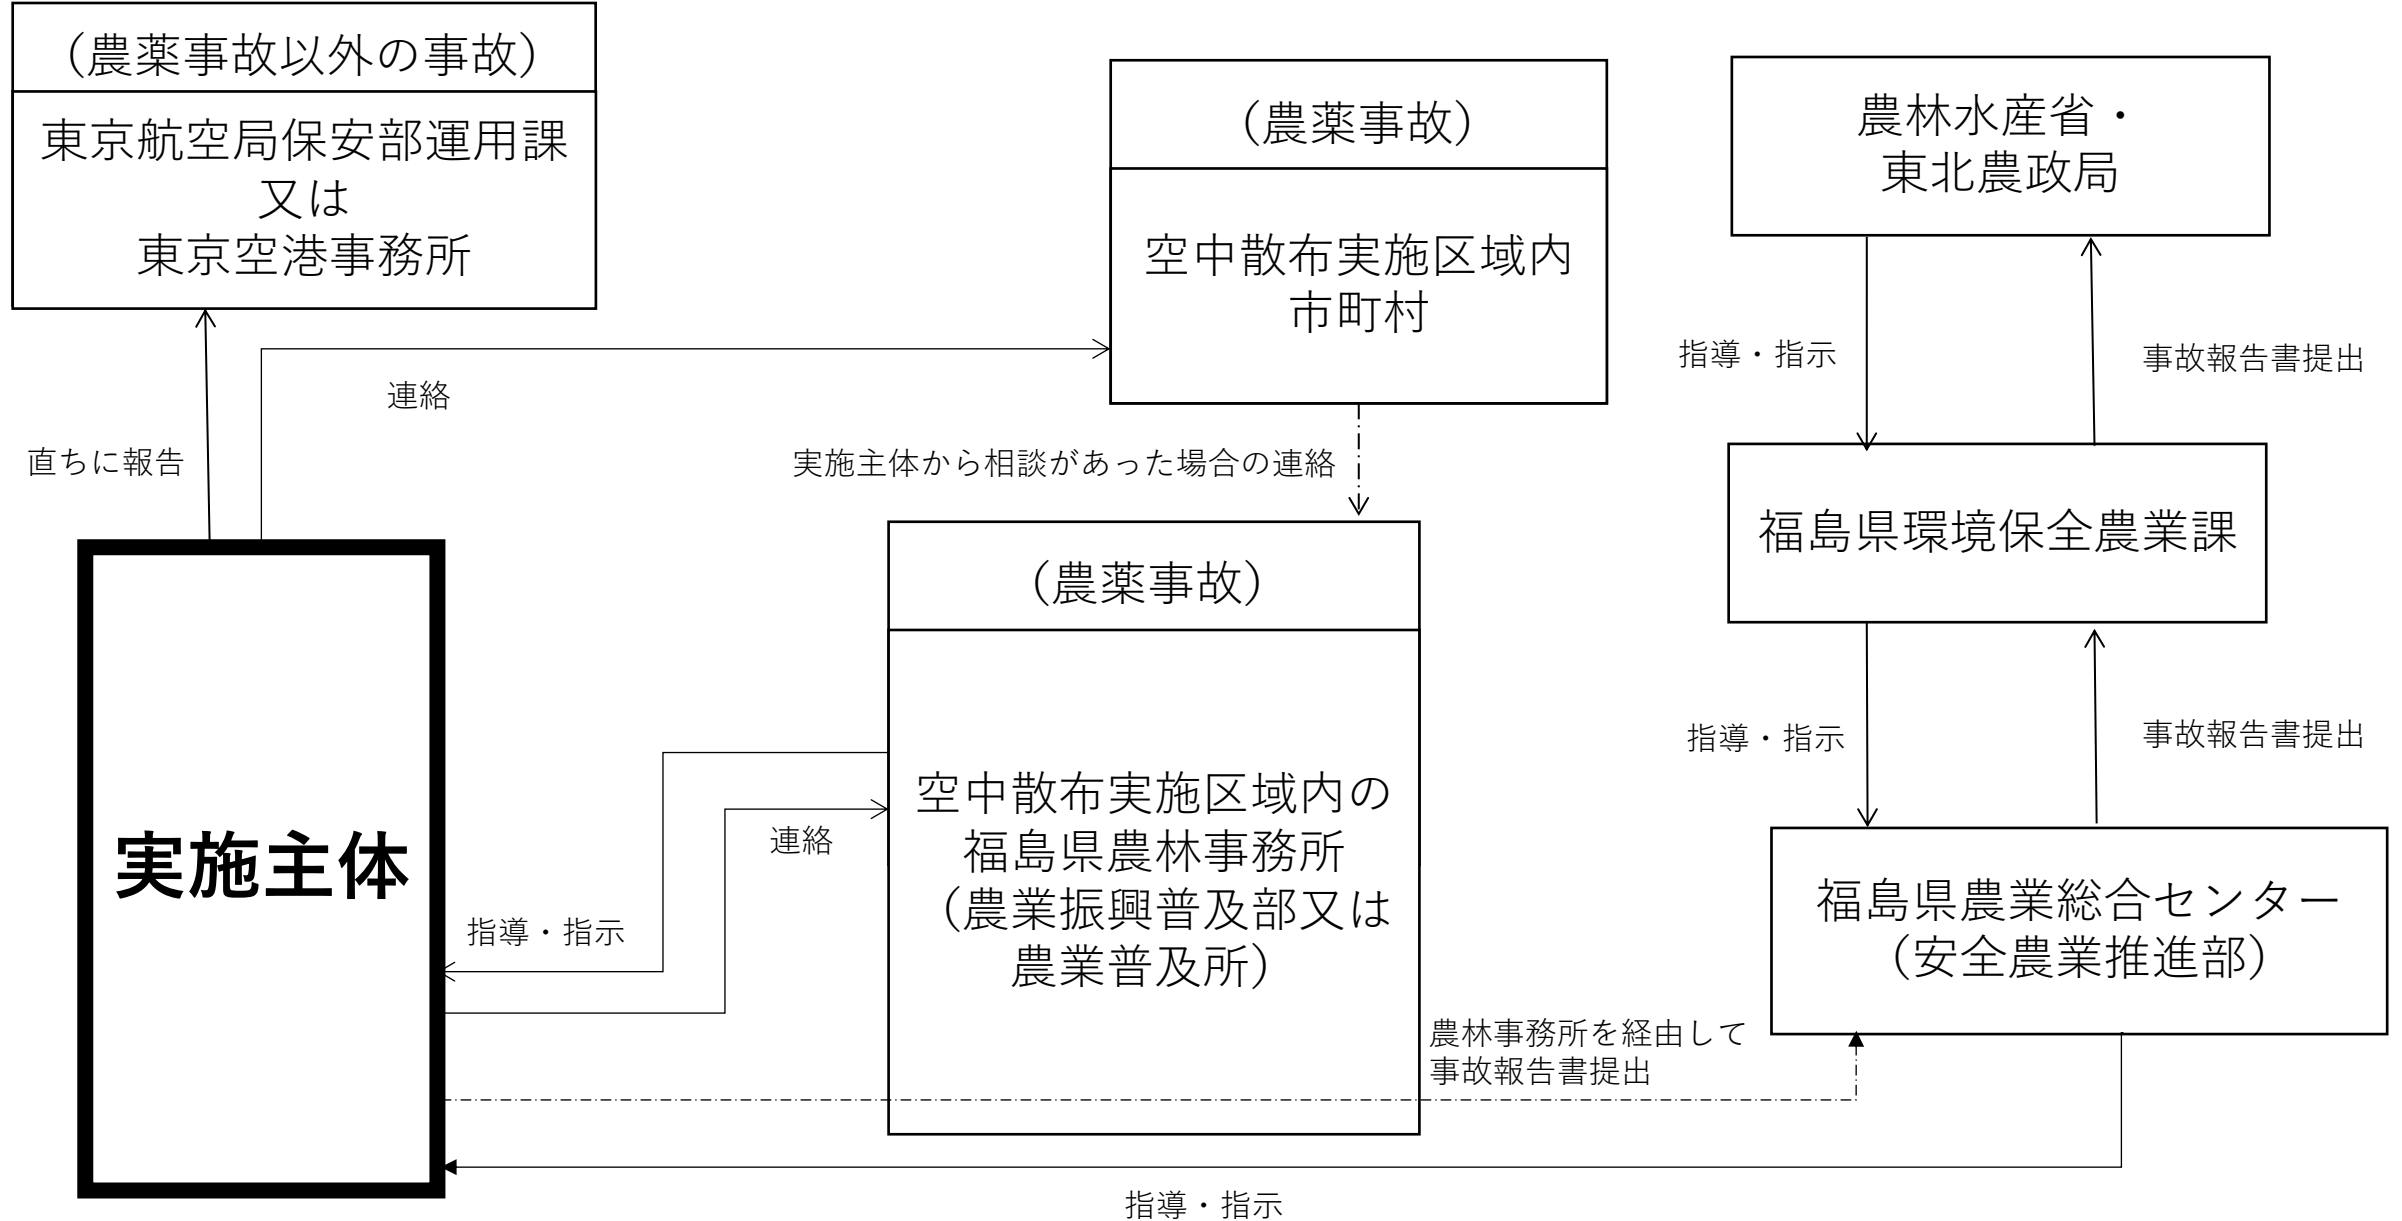 （農薬事故以外の事故）
東京航空局保安部運用課
又は
東京空港事務所
（農薬事故）
空中散布実施区域内
市町村
農林水産省・
東北農政局
指導・指示
事故報告書提出
連絡
直ちに報告
実施主体から相談があった場合の連絡
福島県環境保全農業課
（農薬事故）
空中散布実施区域内の
福島県農林事務所
（農業振興普及部又は
農業普及所）
指導・指示
事故報告書提出
連絡
実施主体
指導・指示
福島県農業総合センター
（安全農業推進部）
農林事務所を経由して
事故報告書提出
指導・指示